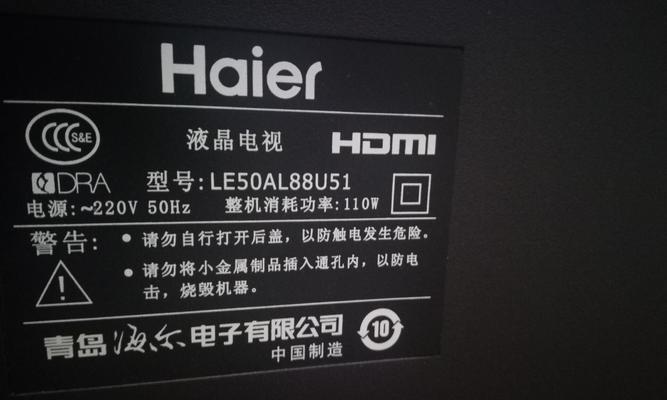 Haier
CCC S&E
液晶电视 HDMI
DRA 型号:LE50AL88U51
电源:~220V 50Hz 整机消耗功率:110W
警告: • 请勿自行打开后盖，以防触电发生危险。
• 请勿将小金属制品插入通孔内，以防电
击，烧毁机器。
青岛海尔电子有限公司 10
中国制造